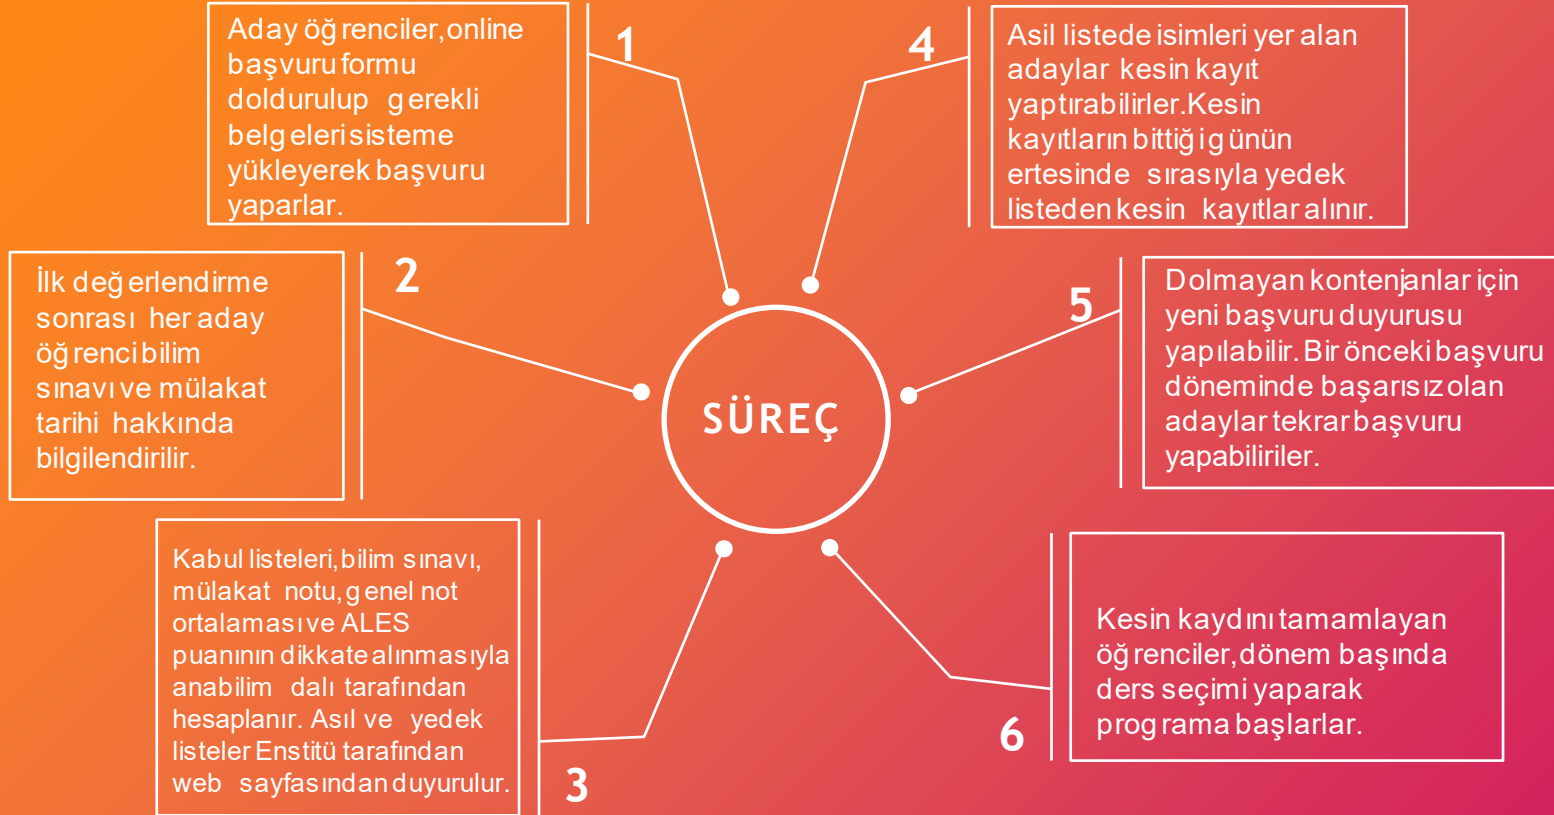 1
Aday öğrenciler, online
başvuru formu
doldurulup gerekli
belgeleri sisteme
yükleyerek başvuru
yaparlar.
2
İlk değerlendirme
sonrası her aday
öğrenci bilim
sınavı ve mülakat
tarihi hakkında
bilgilendirilir.
3
Kabul listeleri, bilim sınavı,
mülakat notu, genel not
ortalaması ve ALES
puanının dikkate alınmasıyla
anabilim dalı tarafından
hesaplanır. Asıl ve yedek
listeler Enstitü tarafından
web sayfasından duyurulur.
SÜREÇ
4
Asil listede isimleri yer alan
adaylar kesin kayıt
yaptırabilirler.Kesin
kayıtların bittiği günün
ertesinde sırasıyla yedek
listeden kesin kayıtlar alınır.
5
Dolmayan kontenjanlar için
yeni başvuru duyurusu
yapılabilir. Bir önceki başvuru
döneminde başarısız olan
adaylar tekrar başvuru
yapabiliriler.
6
Kesin kaydını tamamlayan
öğrenciler, dönem başında
ders seçimi yaparak
programa başlarlar.